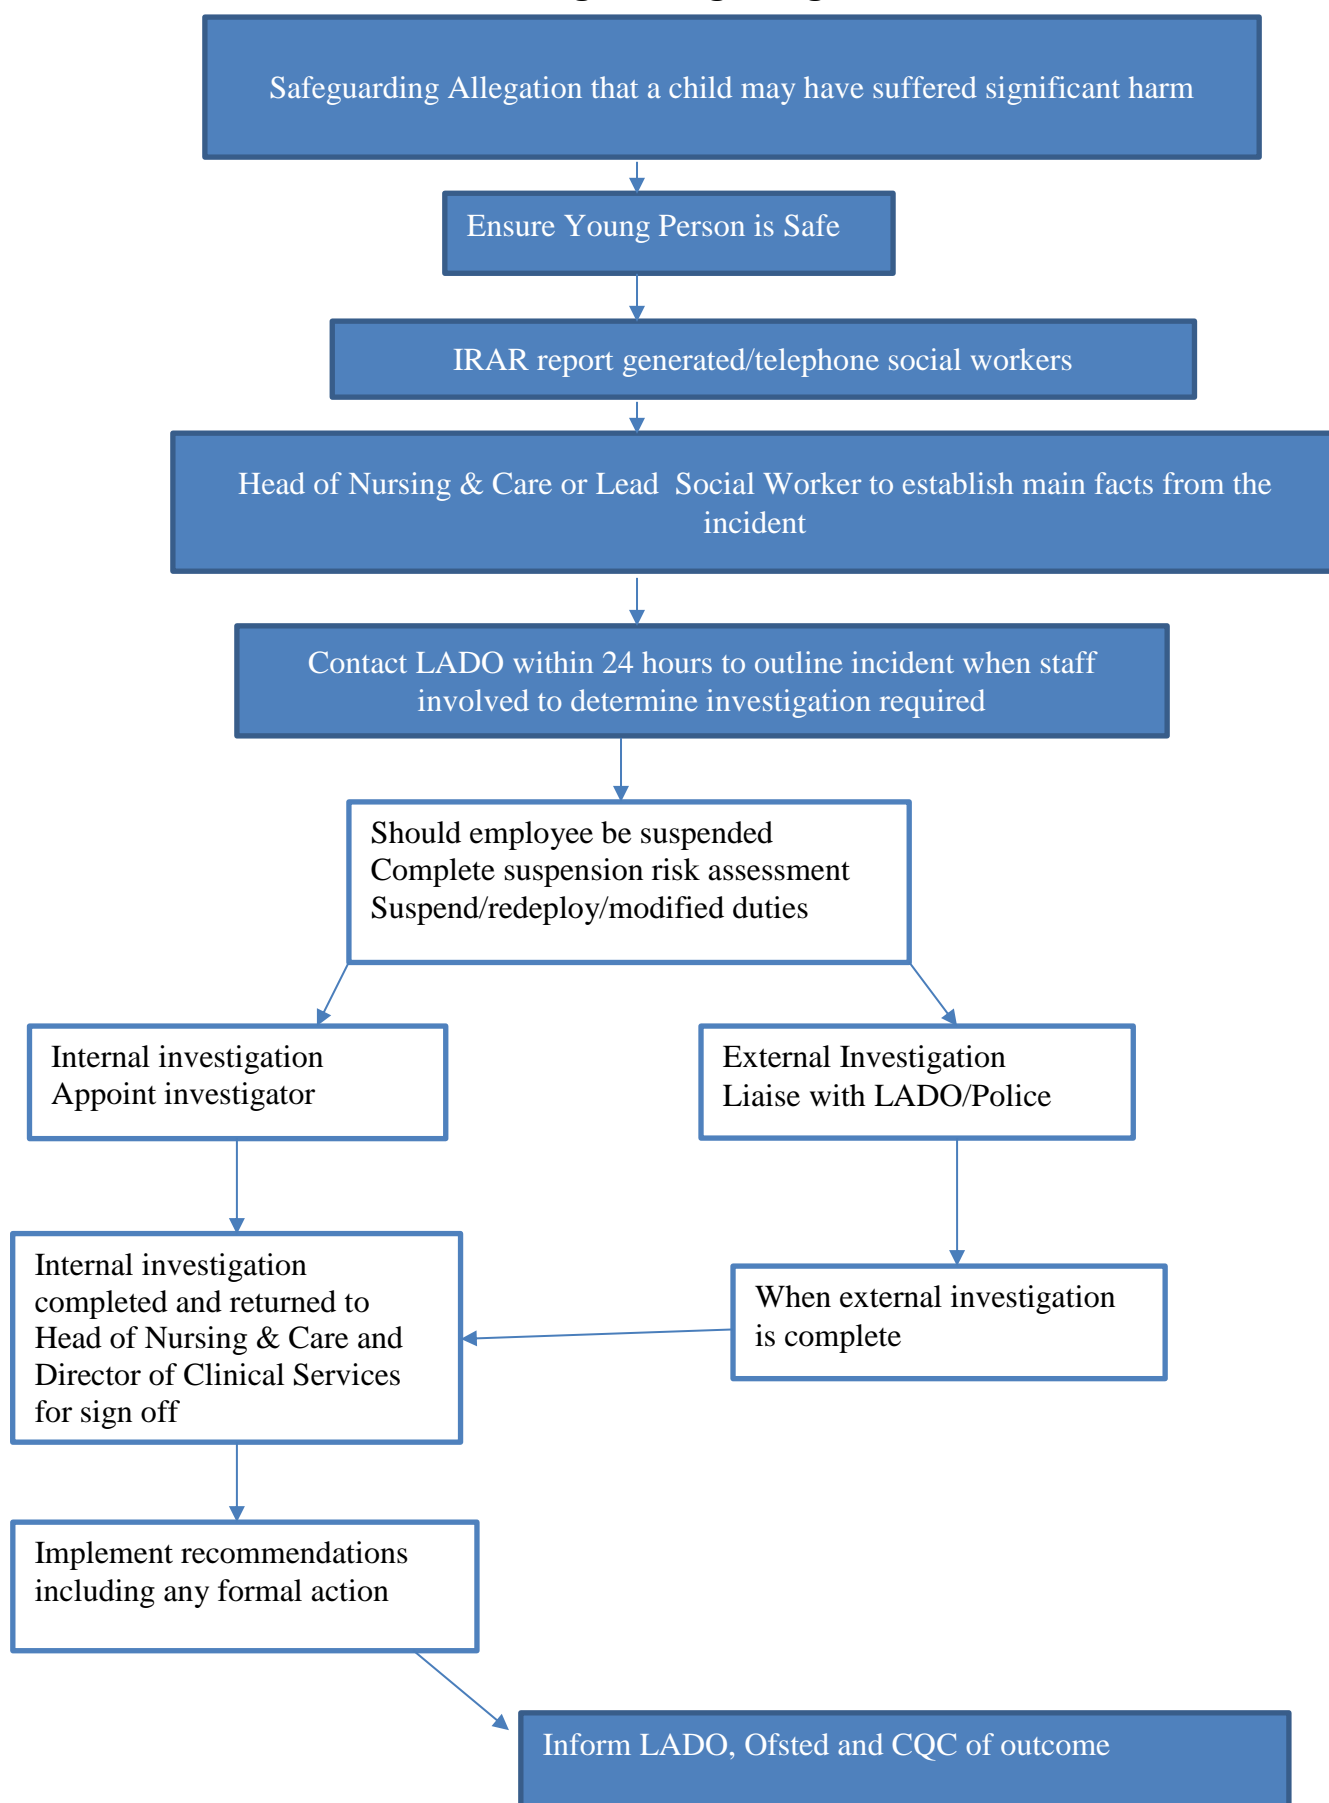 Safeguarding Allegation that a child may have suffered significant harm
Ensure Young Person is Safe
IRAR report generated/telephone social workers
Head of Nursing & Care or Lead  Social Worker to establish main facts from the
incident
Contact LADO within 24 hours to outline incident when staff
involved to determine investigation required
Should employee be suspended
Complete suspension risk assessment
Suspend/redeploy/modified duties
Internal investigation
Appoint investigator
External Investigation
Liaise with LADO/Police
Internal investigation
completed and returned to
Head of Nursing & Care and
Director of Clinical Services
for sign off
When external investigation
is complete
Implement recommendations
including any formal action
Inform LADO, Ofsted and CQC of outcome